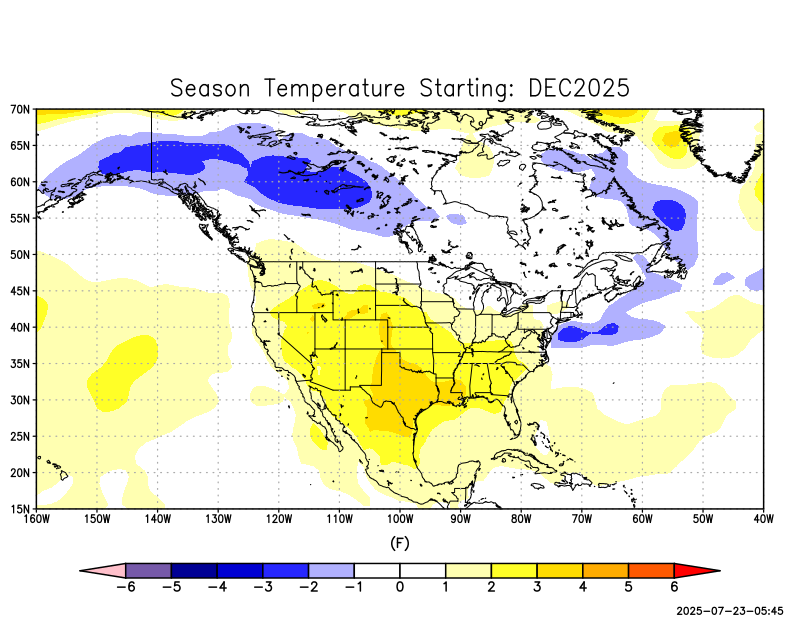 Season Temperature Starting: DEC2025
70N
65N
60N
55N
50N
45N
40N
35N
30N
25N
20N
15N
160W 150W 140W 130W 120W 110W 100W 90W 80W 70W 60W 50W 40W
(F)
−6 −5 −4 −3 −2 −1 0 1 2 3 4 5 6
2025-07-23-05:45